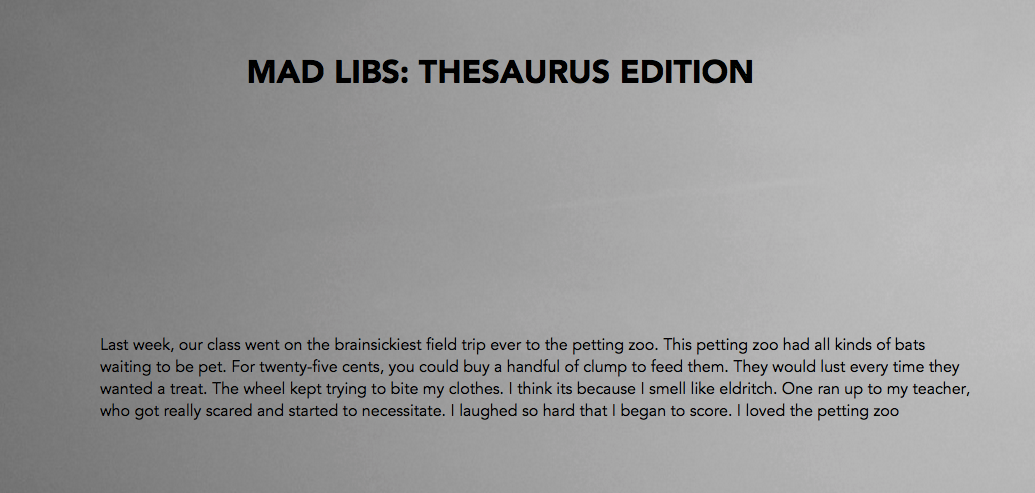 MAD LIBS: THESAURUS EDITION
Last week, our class went on the brainsickiest field trip ever to the petting zoo. This petting zoo had all kinds of bats
waiting to be pet. For twenty-five cents, you could buy a handful of clump to feed them. They would lust every time they
wanted a treat. The wheel kept trying to bite my clothes. I think its because I smell like eldritch. One ran up to my teacher,
who got really scared and started to necessitate. I laughed so hard that I began to score. I loved the petting zoo